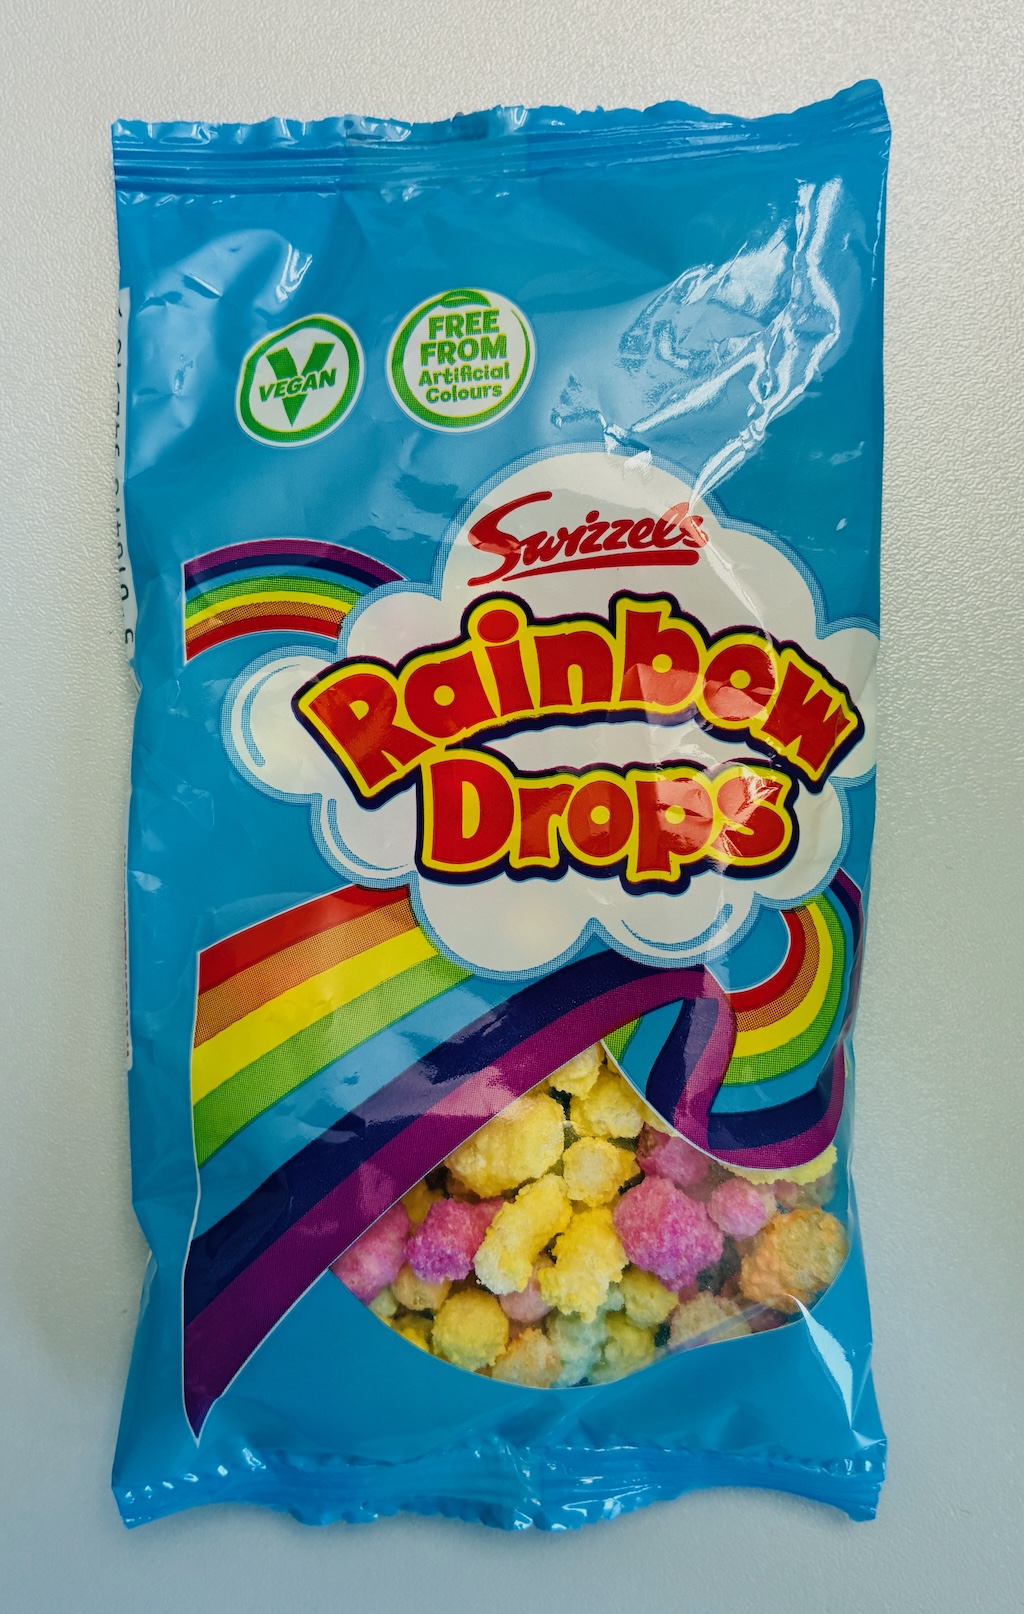 VEGAN
FREE
FROM
Artificial
Colours
Swizzels
Rainbow
Drops